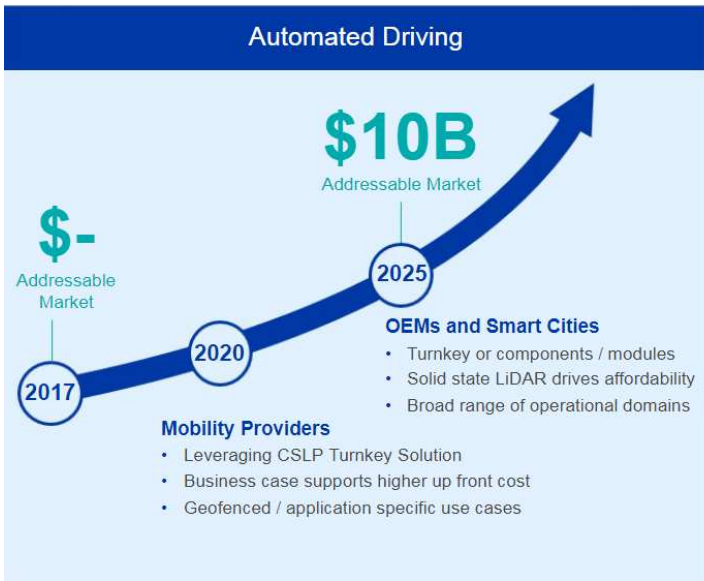 Automated Driving
$10B
Addressable Market
$-
Addressable
Market
2025
2020
2017
OEMs and Smart Cities
• Turnkey or components / modules
• Solid state LiDAR drives affordability
• Broad range of operational domains
Mobility Providers
• Leveraging CSLP Turnkey Solution
• Business case supports higher up front cost
• Geofenced / application specific use cases